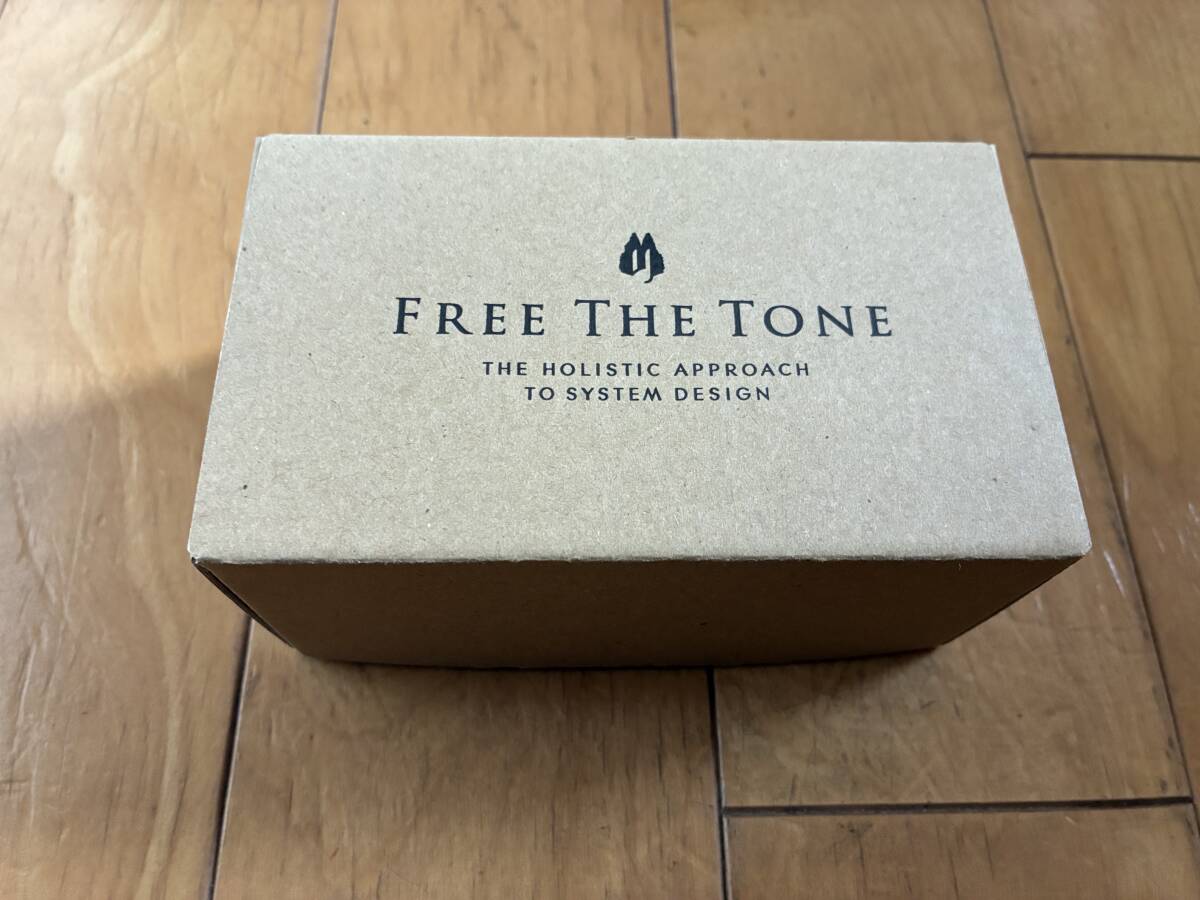 FREE THE TONE
THE HOLISTIC APPROACH
TO SYSTEM DESIGN